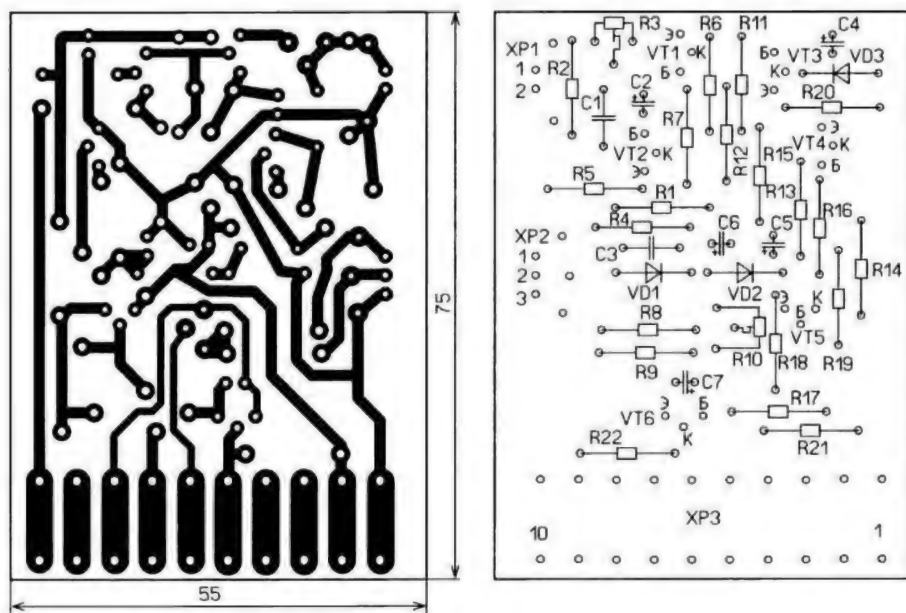 75
55
R3
Э
R6
R11
C4
XP1
VT1
К
Б
VT3
VD3
1
R2
Б
К
2
C2
Э
R20
C1
R7
Э
Б
VT4
К
VT2
К
R12
R15
Б
Э
R13
R5
R1
R16
R4
C6
C5
XP2
C3
R14
1
2
VD1
VD2
3
Э
К
Б
R8
VT5
R10
R18
R19
R9
C7
Э
Б
R17
VT6
К
R21
R22
XP3
10
1